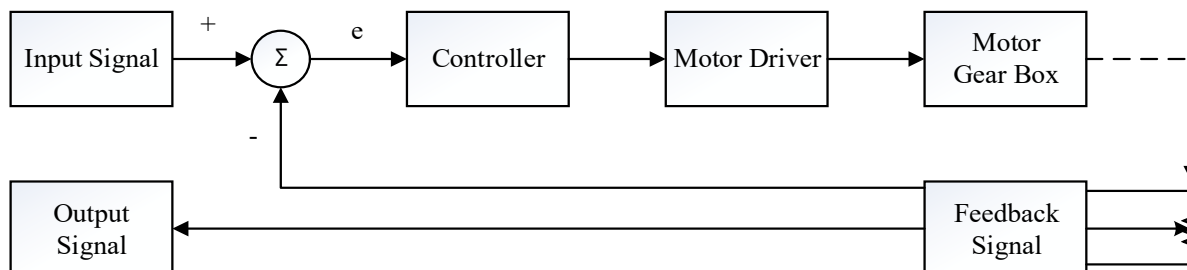 +
e
Input Signal
Σ
Controller
Motor Driver
Motor
Gear Box
-
Output
Signal
Feedback
Signal